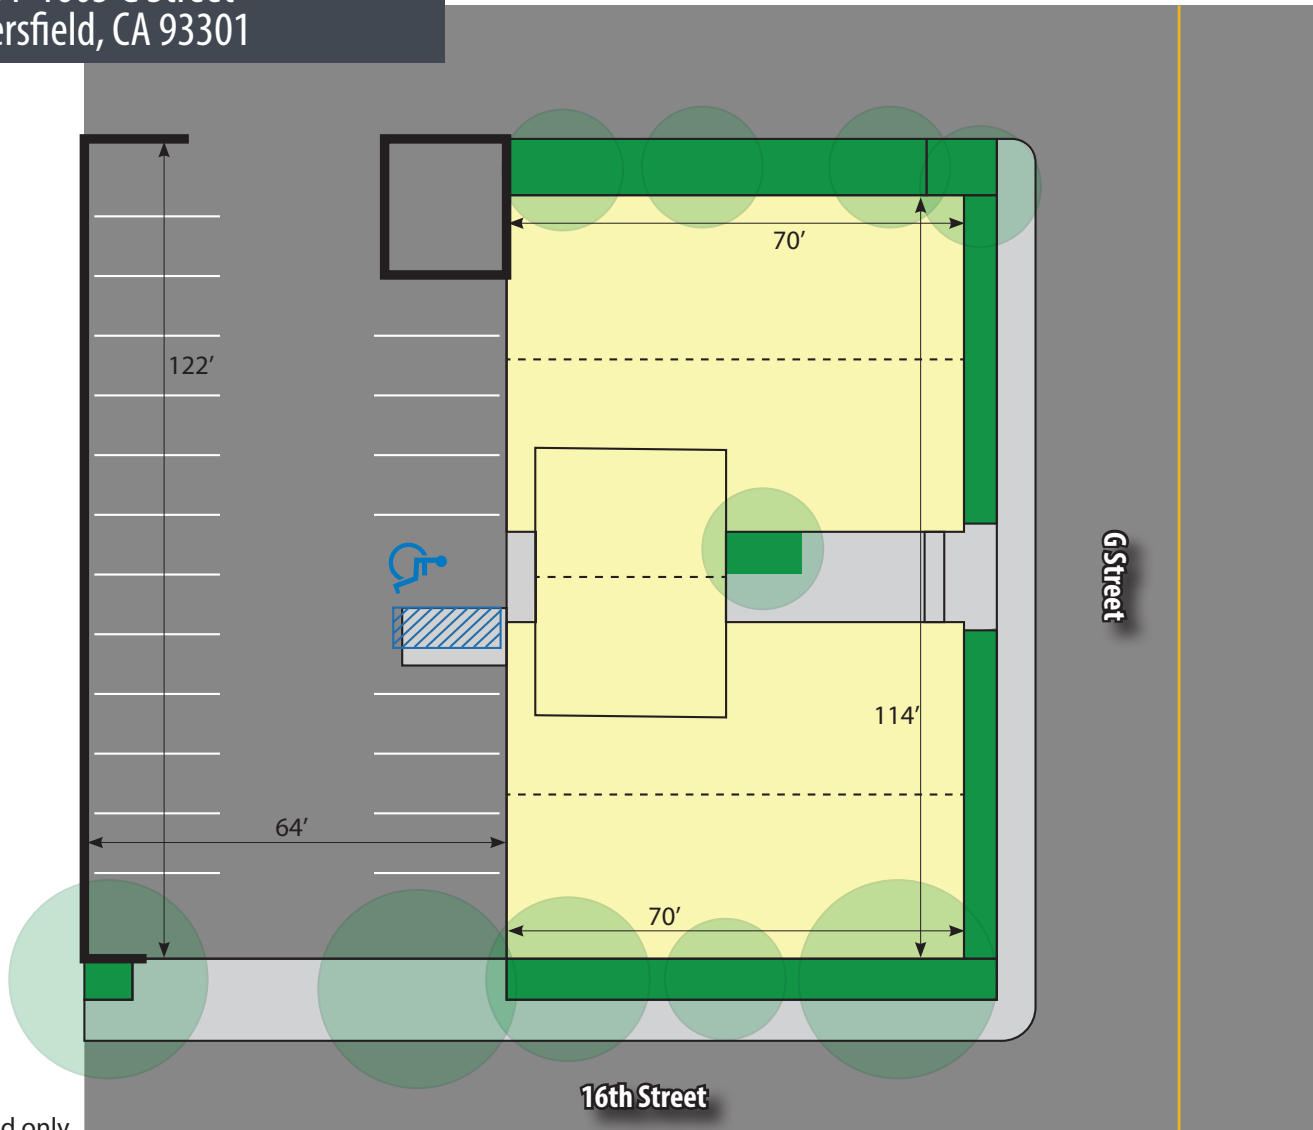 ersfield, CA 93301
70’
122’
G Street
114’
64’
70’
16th Street
d only